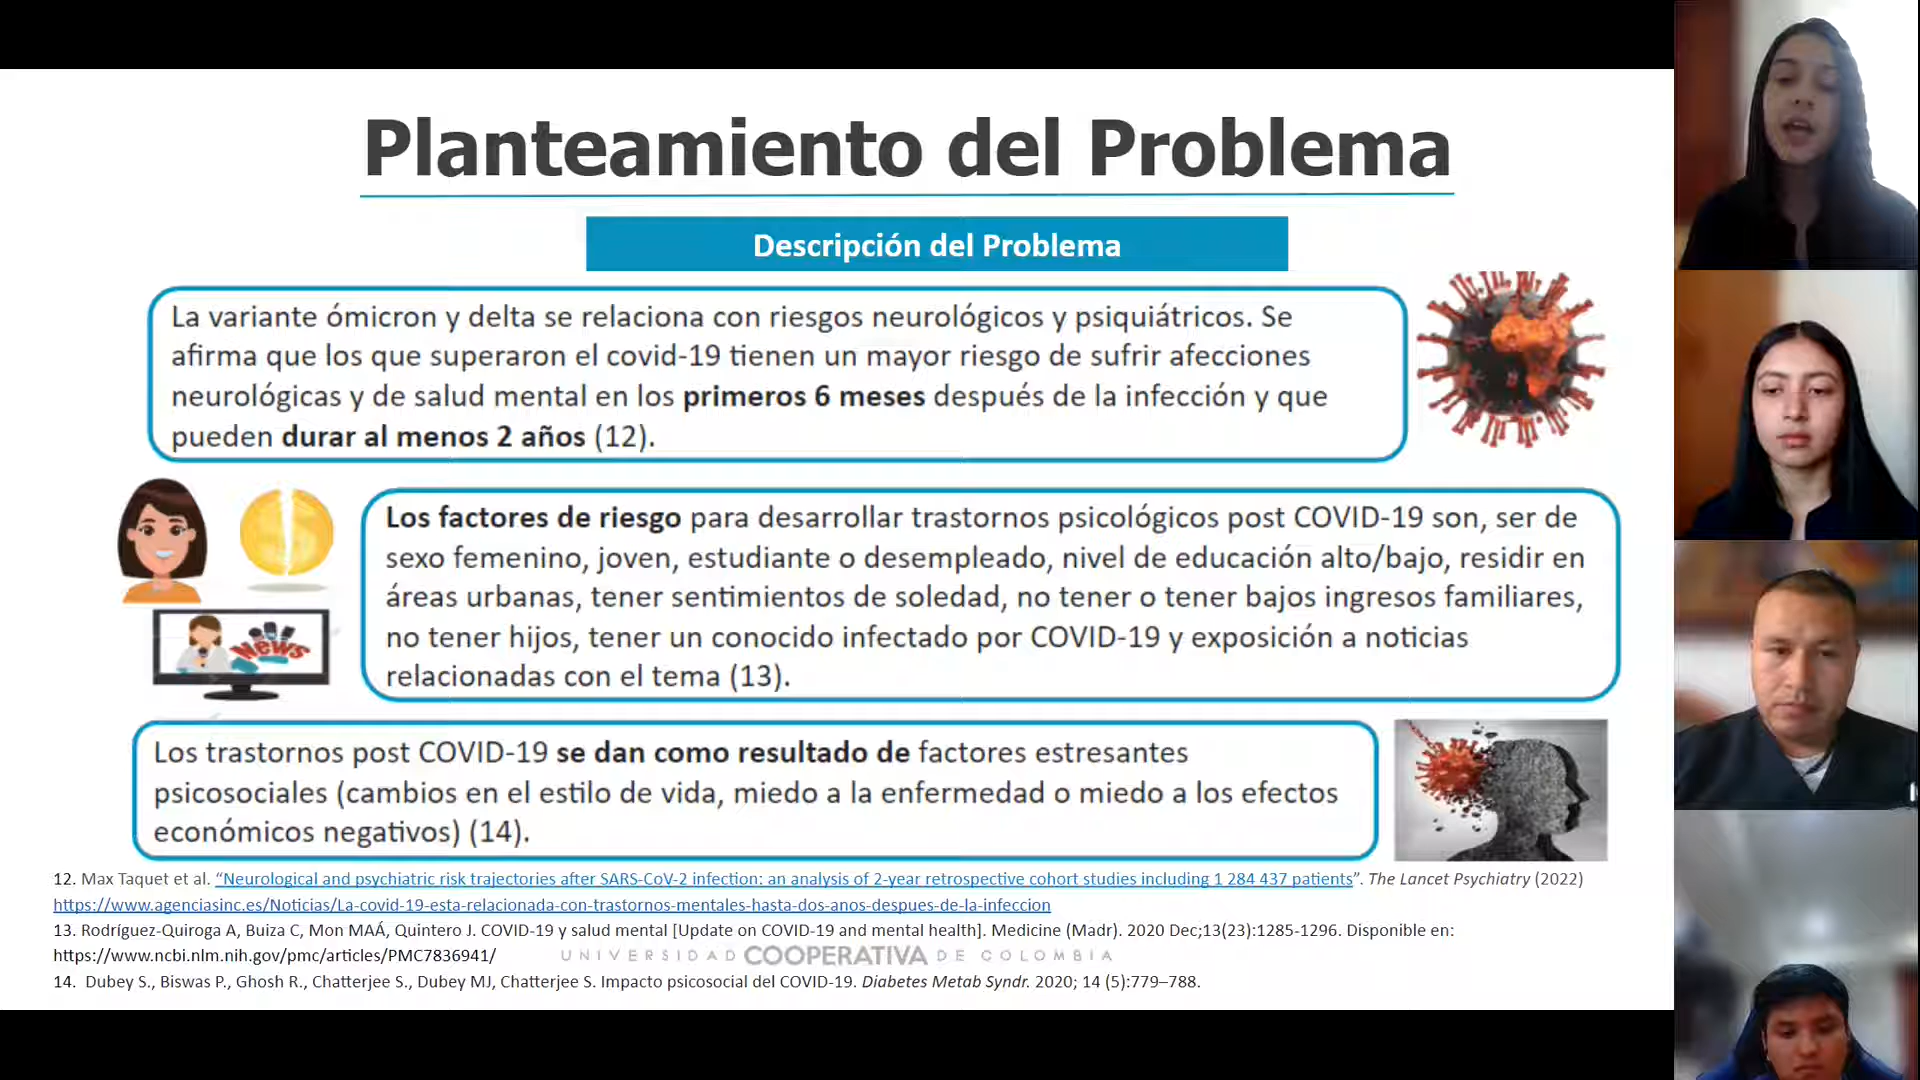 Planteamiento del Problema
Descripción del Problema
La variante ómicron y delta se relaciona con riesgos neurológicos y psiquiátricos. Se
afirma que los que superaron el covid-19 tienen un mayor riesgo de sufrir afecciones
neurológicas y de salud mental en los primeros 6 meses después de la infección y que
pueden durar al menos 2 años (12).
Los factores de riesgo para desarrollar trastornos psicológicos post COVID-19 son, ser de
sexo femenino, joven, estudiante o desempleado, nivel de educación alto/bajo, residir en
áreas urbanas, tener sentimientos de soledad, no tener o tener bajos ingresos familiares,
no tener hijos, tener un conocido infectado por COVID-19 y exposición a noticias
relacionadas con el tema (13).
News
Los trastornos post COVID-19 se dan como resultado de factores estresantes
psicosociales (cambios en el estilo de vida, miedo a la enfermedad o miedo a los efectos
económicos negativos) (14).
12. Max Taquet et al. “Neurological and psychiatric risk trajectories after SARS-CoV-2 infection: an analysis of 2-year retrospective cohort studies including 1 284 437 patients”. The Lancet Psychiatry (2022)
https://www.agenciasinc.es/Noticias/La-covid-19-esta-relacionada-con-trastornos-mentales-hasta-dos-anos-despues-de-la-infeccion
13. Rodríguez-Quiroga A, Buiza C, Mon MAÁ, Quintero J. COVID-19 y salud mental [Update on COVID-19 and mental health]. Medicine (Madr). 2020 Dec;13(23):1285-1296. Disponible en:
https://www.ncbi.nlm.nih.gov/pmc/articles/PMC7836941/
UNIVERSIDAD COOPERATIVA DE COLOMBIA
14. Dubey S., Biswas P., Ghosh R., Chatterjee S., Dubey MJ, Chatterjee S. Impacto psicosocial del COVID-19. Diabetes Metab Syndr. 2020; 14 (5):779–788.